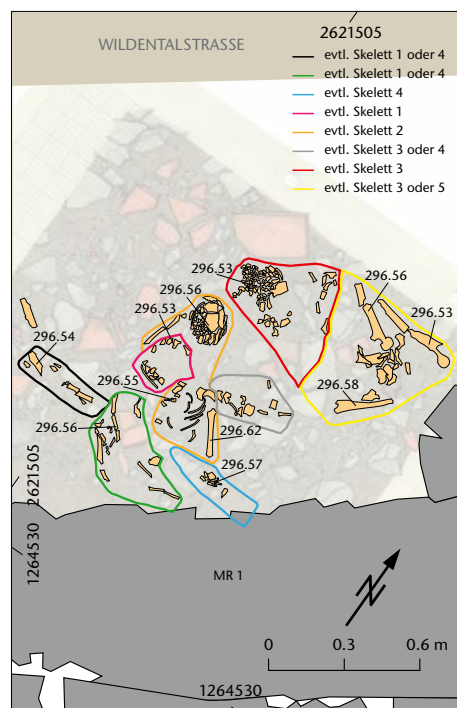 WILDENTALSTRASSE
2621505
evtl. Skelett 1 oder 4
evtl. Skelett 1 oder 4
evtl. Skelett 4
evtl. Skelett 1
evtl. Skelett 2
evtl. Skelett 3 oder 4
evtl. Skelett 3
evtl. Skelett 3 oder 5
296.53
296.56
296.56
296.53
296.53
296.54
296.55
296.58
296.56
296.62
296.57
2621505
1264530
MR 1
N
0 0.3 0.6 m
1264530